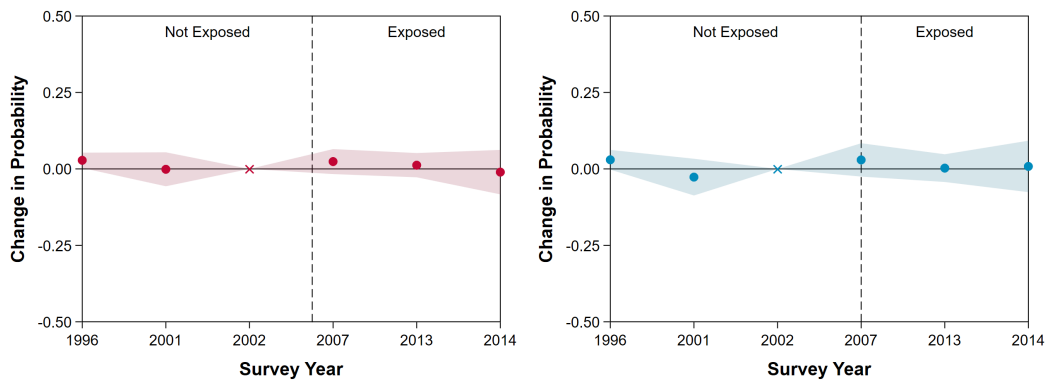 0.50
Not Exposed
Exposed
0.25
0.00
-0.25
-0.50
Change in Probability
1996
2001
2002
2007
2013
2014
Survey Year
0.50
Not Exposed
Exposed
0.25
0.00
-0.25
-0.50
Change in Probability
1996
2001
2002
2007
2013
2014
Survey Year